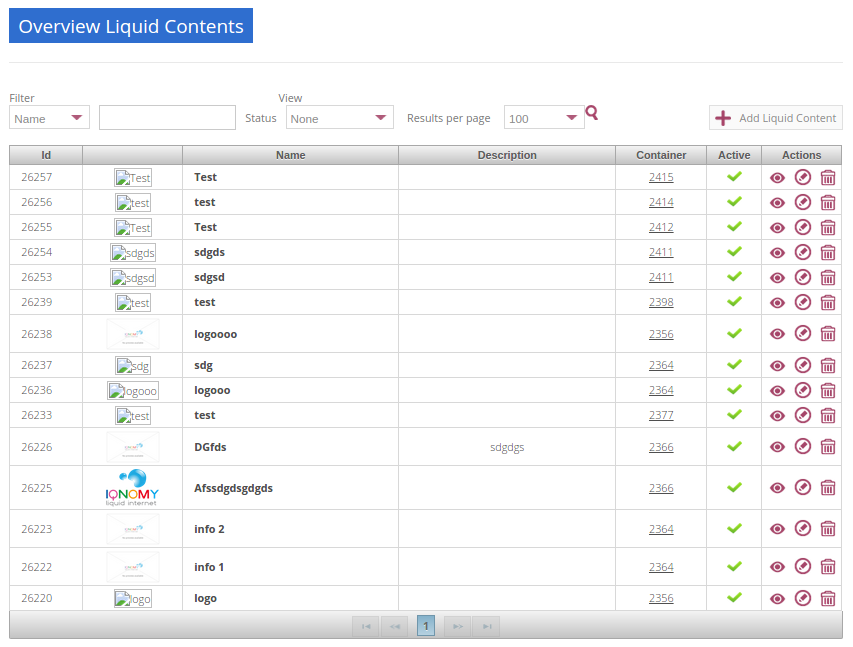 Overview Liquid Contents
Filter View
Name Status None Results per page 100 Add Liquid Content
Id Name Description Container Active Actions
26257 Test Test 2415
26256 test test 2414
26255 Test Test 2412
26254 sdgds sdgds 2411
26253 sdgsd sdgsd 2411
26239 test test 2398
26238 logoooo 2356
26237 sdg sdg 2364
26236 logooo logooo 2364
26233 test test 2377
26226 DGfds sdgdgs 2366
26225 IQNOMY liquid internet Afssdgdsgdgds 2366
26223 info 2 2364
26222 info 1 2364
26220 logo logo 2356
1